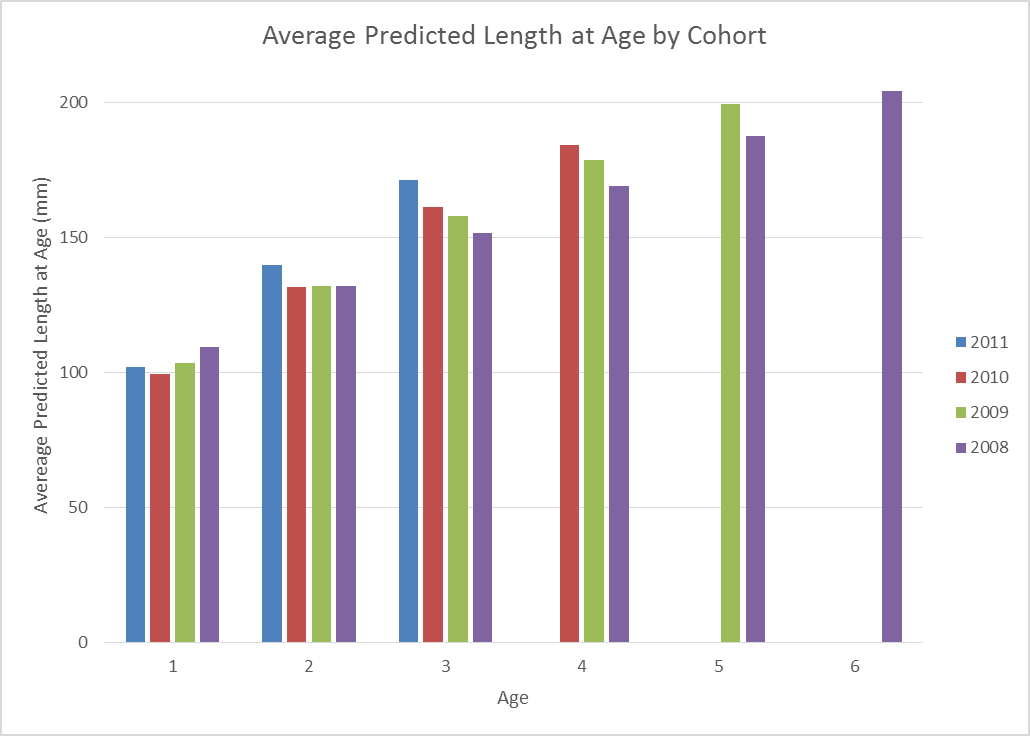 Average Predicted Length at Age by Cohort
Avereage Predicted Length at Age (mm)
200
150
100
50
0
1 2 3 4 5 6
Age
2011
2010
2009
2008